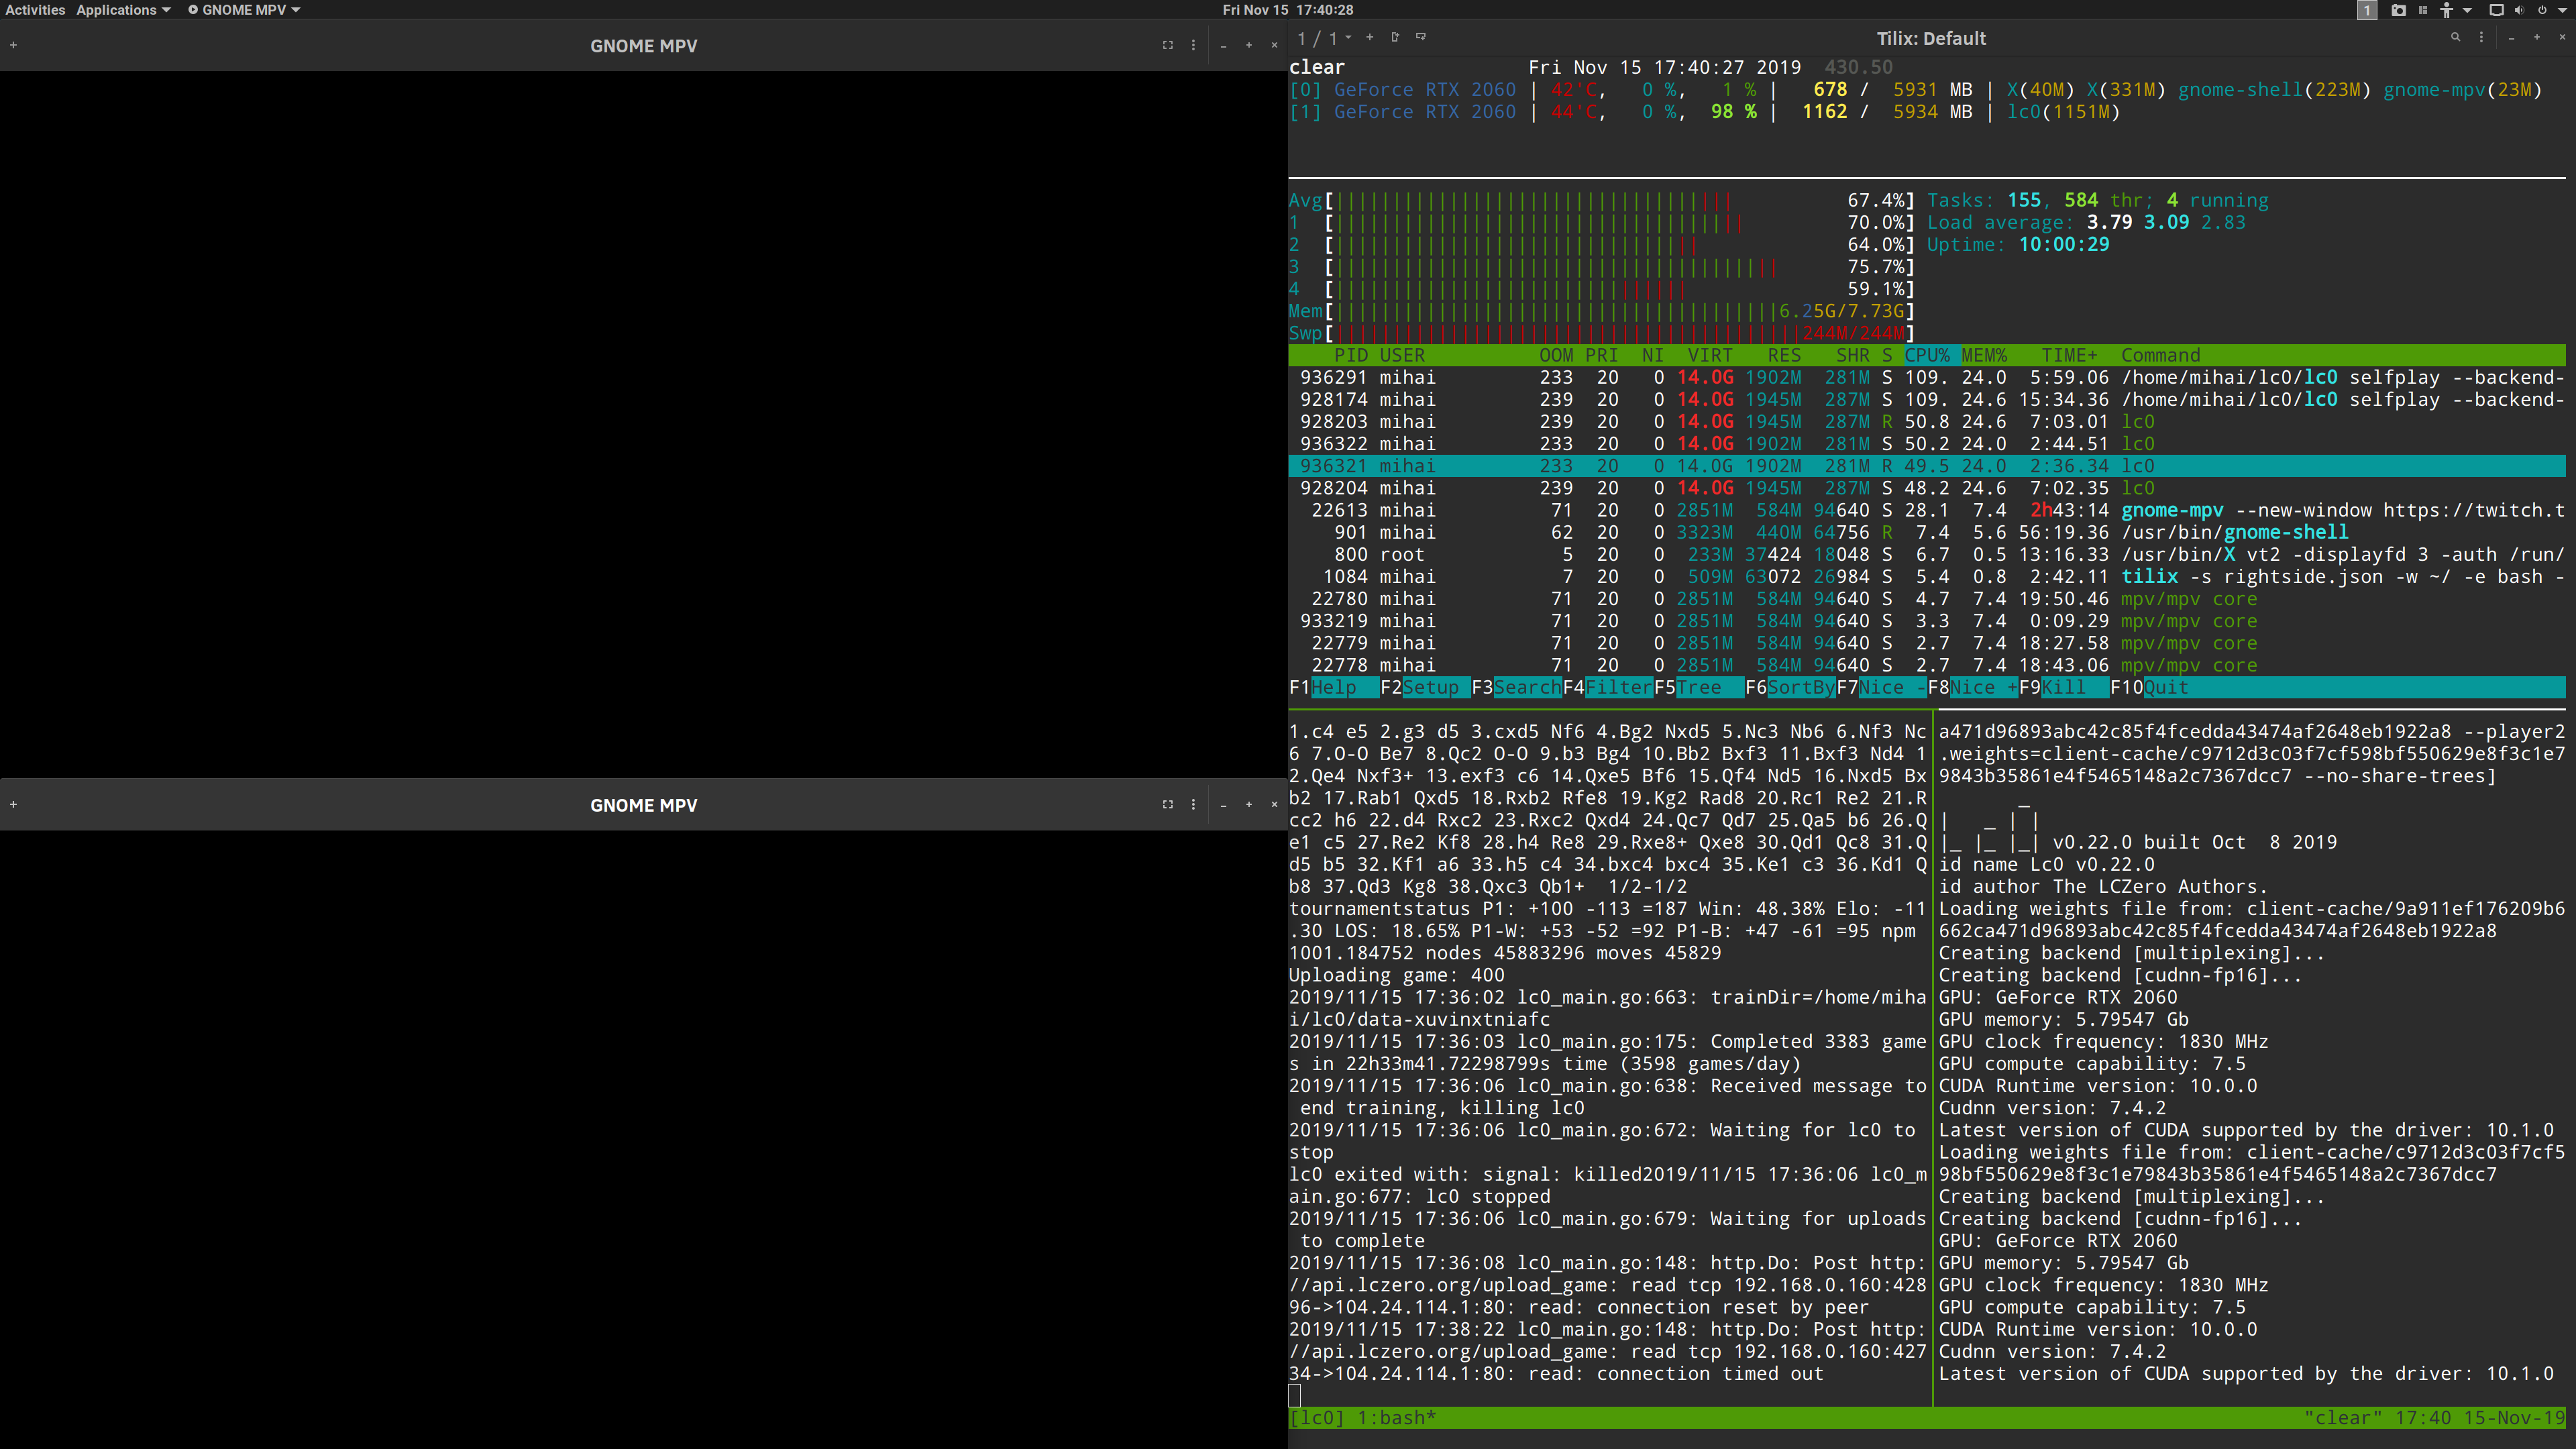 Activities Applications GNOME MPV Fri Nov 15 17:40:28 1
GNOME MPV
GNOME MPV
1 / 1 Tilix: Default
clear Fri Nov 15 17:40:27 2019 430.50
[0] GeForce RTX 2060 | 42'C, 0 %, 1 % | 678 / 5931 MB | X(40M) X(331M) gnome-shell(223M) gnome-mpv(23M)
[1] GeForce RTX 2060 | 44'C, 0 %, 98 % | 1162 / 5934 MB | lc0(1151M)
Avg[ 67.4%] Tasks: 155, 584 thr; 4 running
1 [ 70.0%] Load average: 3.79 3.09 2.83
2 [ 64.0%] Uptime: 10:00:29
3 [ 75.7%]
4 [ 59.1%]
Mem[ 6.25G/7.73G]
Swp[ 244M/244M]
PID USER OOM PRI NI VIRT RES SHR S CPU% MEM% TIME+ Command
936291 mihai 233 20 0 14.0G 1902M 281M S 109. 24.0 5:59.06 /home/mihai/lc0/lc0 selfplay --backend-
928174 mihai 239 20 0 14.0G 1945M 287M S 109. 24.6 15:34.36 /home/mihai/lc0/lc0 selfplay --backend-
928203 mihai 239 20 0 14.0G 1945M 287M R 50.8 24.6 7:03.01 lc0
936322 mihai 233 20 0 14.0G 1902M 281M S 50.2 24.0 2:44.51 lc0
936321 mihai 233 20 0 14.0G 1902M 281M R 49.5 24.0 2:36.34 lc0
928204 mihai 239 20 0 14.0G 1945M 287M S 48.2 24.6 7:02.35 lc0
22613 mihai 71 20 0 2851M 584M 94640 S 28.1 7.4 2h43:14 gnome-mpv --new-window https://twitch.t
901 mihai 62 20 0 3323M 440M 64756 R 7.4 5.6 56:19.36 /usr/bin/gnome-shell
800 root 5 20 0 233M 37424 18048 S 6.7 0.5 13:16.33 /usr/bin/X vt2 -displayfd 3 -auth /run/
1084 mihai 7 20 0 509M 63072 26984 S 5.4 0.8 2:42.11 tilix -s rightside.json -w ~/ -e bash -
22780 mihai 71 20 0 2851M 584M 94640 S 4.7 7.4 19:50.46 mpv/mpv core
933219 mihai 71 20 0 2851M 584M 94640 S 3.3 7.4 0:09.29 mpv/mpv core
22779 mihai 71 20 0 2851M 584M 94640 S 2.7 7.4 18:27.58 mpv/mpv core
22778 mihai 71 20 0 2851M 584M 94640 S 2.7 7.4 18:43.06 mpv/mpv core
F1Help F2Setup F3SearchF4FilterF5Tree F6SortByF7Nice -F8Nice +F9Kill F10Quit
1.c4 e5 2.g3 d5 3.cxd5 Nf6 4.Bg2 Nxd5 5.Nc3 Nb6 6.Nf3 Nc
6 7.O-O Be7 8.Qc2 O-O 9.b3 Bg4 10.Bb2 Bxf3 11.Bxf3 Nd4 1
2.Qe4 Nxf3+ 13.exf3 c6 14.Qxe5 Bf6 15.Qf4 Nd5 16.Nxd5 Bx
b2 17.Rab1 Qxd5 18.Rxb2 Rfe8 19.Kg2 Rad8 20.Rc1 Re2 21.R
cc2 h6 22.d4 Rxc2 23.Rxc2 Qxd4 24.Qc7 Qd7 25.Qa5 b6 26.Q
e1 c5 27.Re2 Kf8 28.h4 Re8 29.Rxe8+ Qxe8 30.Qd1 Qc8 31.Q
d5 b5 32.Kf1 a6 33.h5 c4 34.bxc4 bxc4 35.Ke1 c3 36.Kd1 Q
b8 37.Qd3 Kg8 38.Qxc3 Qb1+ 1/2-1/2
tournamentstatus P1: +100 -113 =187 Win: 48.38% Elo: -11
.30 LOS: 18.65% P1-W: +53 -52 =92 P1-B: +47 -61 =95 npm
1001.184752 nodes 45883296 moves 45829
Uploading game: 400
2019/11/15 17:36:02 lc0_main.go:663: trainDir=/home/miha
i/lc0/data-xuvinxtniafc
2019/11/15 17:36:03 lc0_main.go:175: Completed 3383 game
s in 22h33m41.72298799s time (3598 games/day)
2019/11/15 17:36:06 lc0_main.go:638: Received message to
end training, killing lc0
2019/11/15 17:36:06 lc0_main.go:672: Waiting for lc0 to
stop
lc0 exited with: signal: killed2019/11/15 17:36:06 lc0_m
ain.go:677: lc0 stopped
2019/11/15 17:36:06 lc0_main.go:679: Waiting for uploads
to complete
2019/11/15 17:36:08 lc0_main.go:148: http.Do: Post http:
//api.lczero.org/upload_game: read tcp 192.168.0.160:428
96->104.24.114.1:80: read: connection reset by peer
2019/11/15 17:38:22 lc0_main.go:148: http.Do: Post http:
//api.lczero.org/upload_game: read tcp 192.168.0.160:427
34->104.24.114.1:80: read: connection timed out
a471d96893abc42c85f4fcedda43474af2648eb1922a8 --player2
.weights=client-cache/c9712d3c03f7cf598bf550629e8f3c1e7
9843b35861e4f5465148a2c7367dcc7 --no-share-trees]
_
| _ | |
|_ |_ |_| v0.22.0 built Oct 8 2019
id name Lc0 v0.22.0
id author The LCZero Authors.
Loading weights file from: client-cache/9a911ef176209b6
662ca471d96893abc42c85f4fcedda43474af2648eb1922a8
Creating backend [multiplexing]...
Creating backend [cudnn-fp16]...
GPU: GeForce RTX 2060
GPU memory: 5.79547 Gb
GPU clock frequency: 1830 MHz
GPU compute capability: 7.5
CUDA Runtime version: 10.0.0
Cudnn version: 7.4.2
Latest version of CUDA supported by the driver: 10.1.0
Loading weights file from: client-cache/c9712d3c03f7cf5
98bf550629e8f3c1e79843b35861e4f5465148a2c7367dcc7
Creating backend [multiplexing]...
Creating backend [cudnn-fp16]...
GPU: GeForce RTX 2060
GPU memory: 5.79547 Gb
GPU clock frequency: 1830 MHz
GPU compute capability: 7.5
CUDA Runtime version: 10.0.0
Cudnn version: 7.4.2
Latest version of CUDA supported by the driver: 10.1.0
[lc0] 1:bash* "clear" 17:40 15-Nov-19